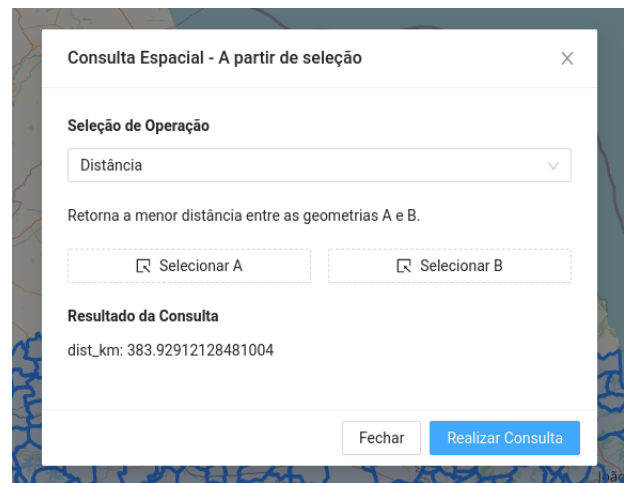 Consulta Espacial - A partir de seleção
Seleção de Operação
Distância
Retorna a menor distância entre as geometrias A e B.
Selecionar A
Selecionar B
Resultado da Consulta
dist_km: 383.92912128481004
Fechar
Realizar Consulta
João